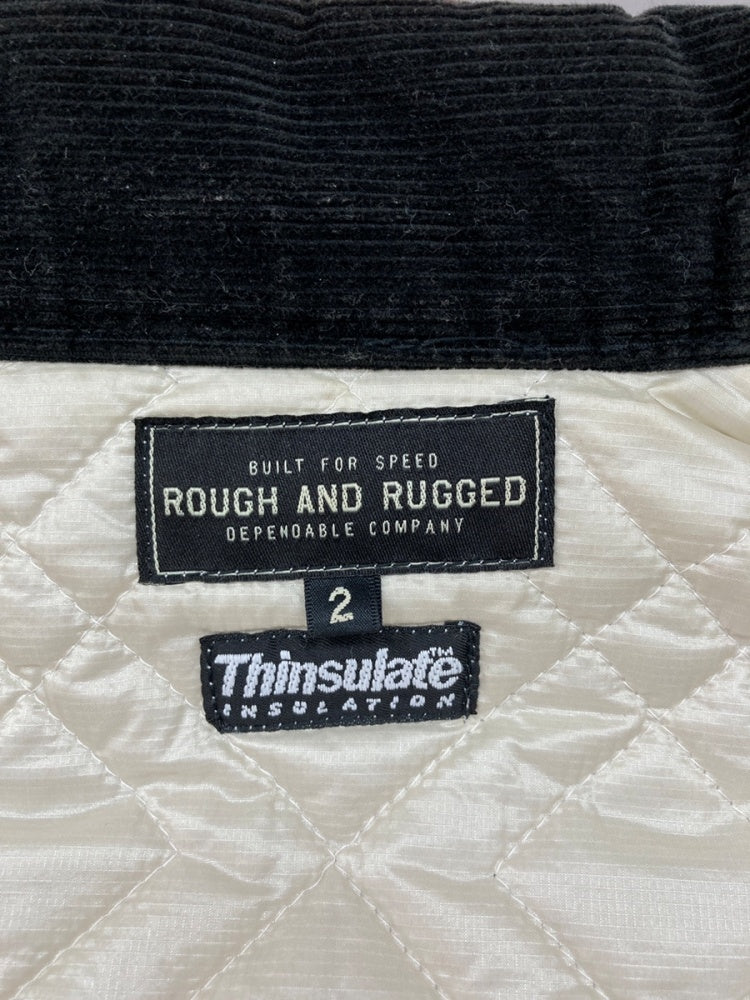 BUILT FOR SPEED
ROUGH AND RUGGED
DEPENDABLE COMPANY
2
Thinsulate™
INSULATION